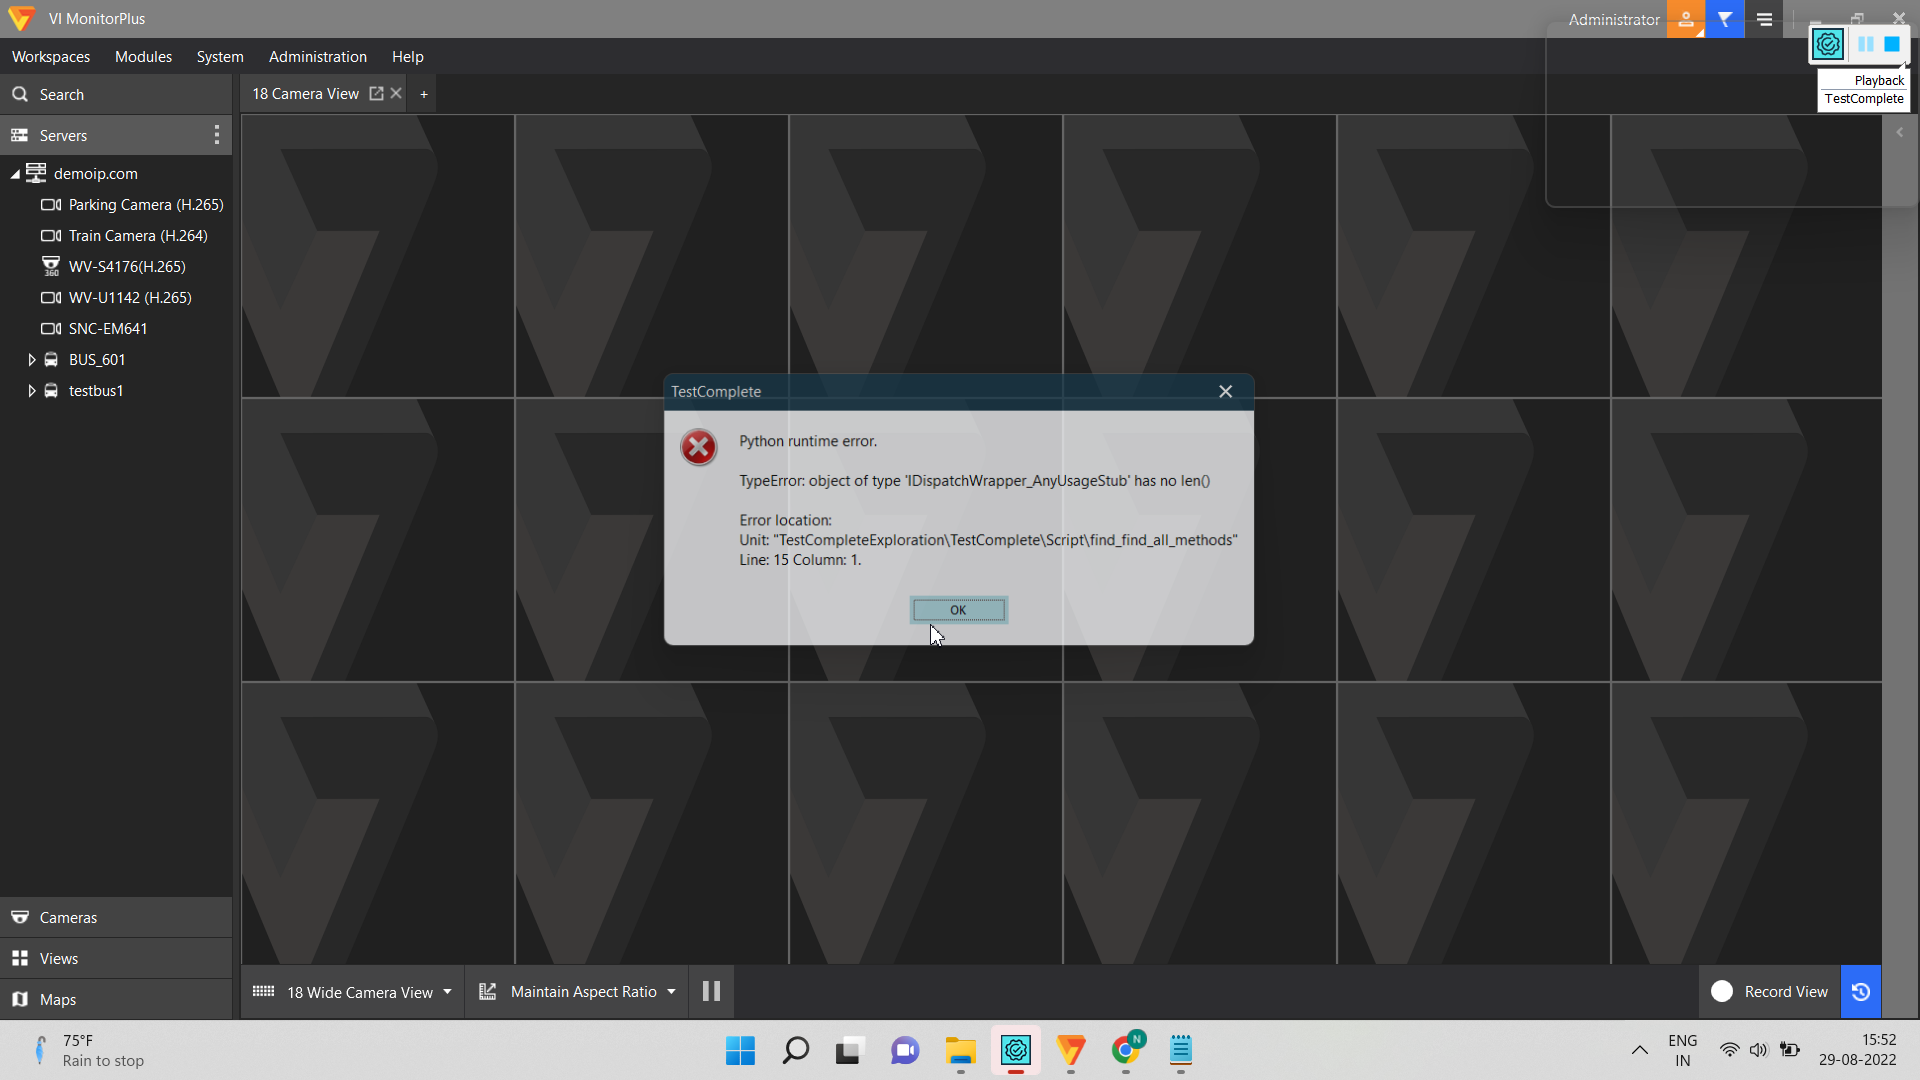 VI MonitorPlus
Administrator
Workspaces Modules System Administration Help
Playback
TestComplete
Search
18 Camera View +
Servers
demoip.com
Parking Camera (H.265)
Train Camera (H.264)
360 WV-S4176(H.265)
WV-U1142 (H.265)
SNC-EM641
BUS_601
testbus1
TestComplete
Python runtime error.
TypeError: object of type 'IDispatchWrapper_AnyUsageStub' has no len()
Error location:
Unit: "TestCompleteExploration\TestComplete\Script\find_find_all_methods"
Line: 15 Column: 1.
OK
Cameras
Views
Maps
18 Wide Camera View
Maintain Aspect Ratio
Record View
75°F
Rain to stop
N
ENG
IN
15:52
29-08-2022